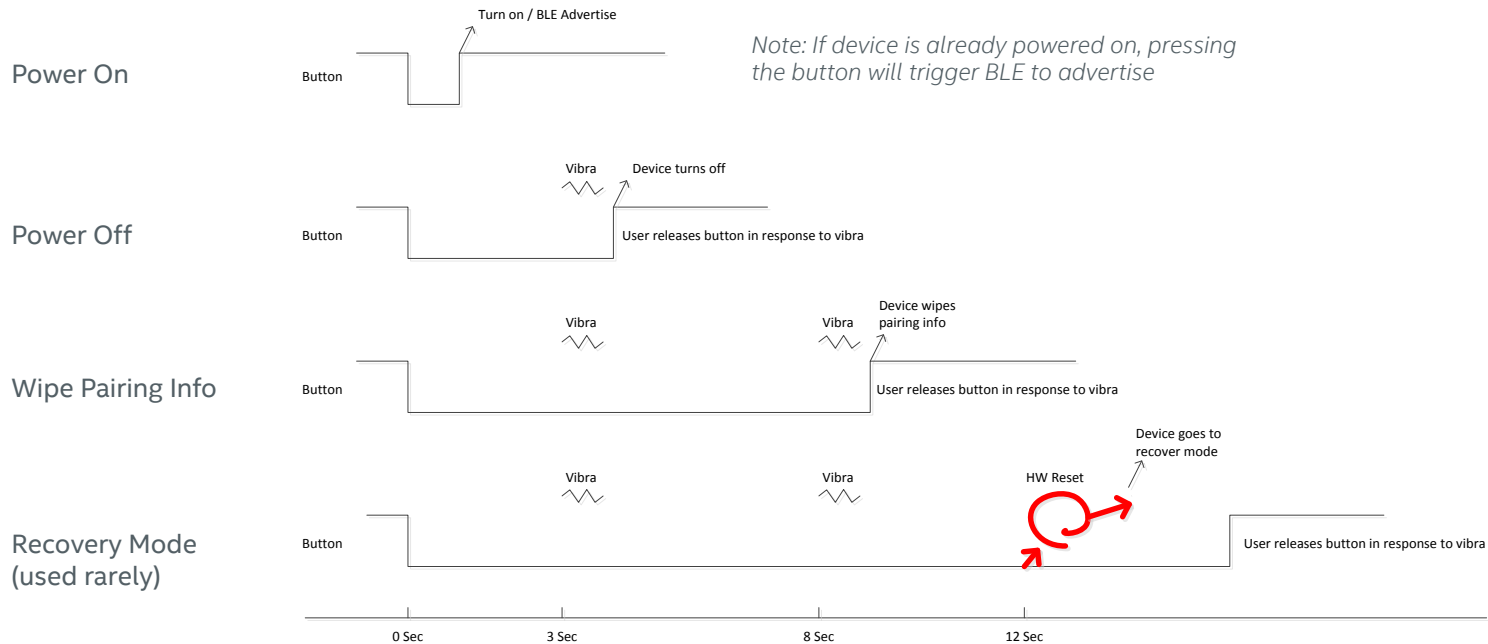 Turn on / BLE Advertise
Note: If device is already powered on, pressing
the button will trigger BLE to advertise
Power On
Button
Vibra
Device turns off
Power Off
Button
User releases button in response to vibra
Vibra
Vibra
Device wipes
pairing info
Wipe Pairing Info
Button
User releases button in response to vibra
Vibra
Vibra
HW Reset
Device goes to
recover mode
Recovery Mode
(used rarely)
Button
User releases button in response to vibra
0 Sec
3 Sec
8 Sec
12 Sec